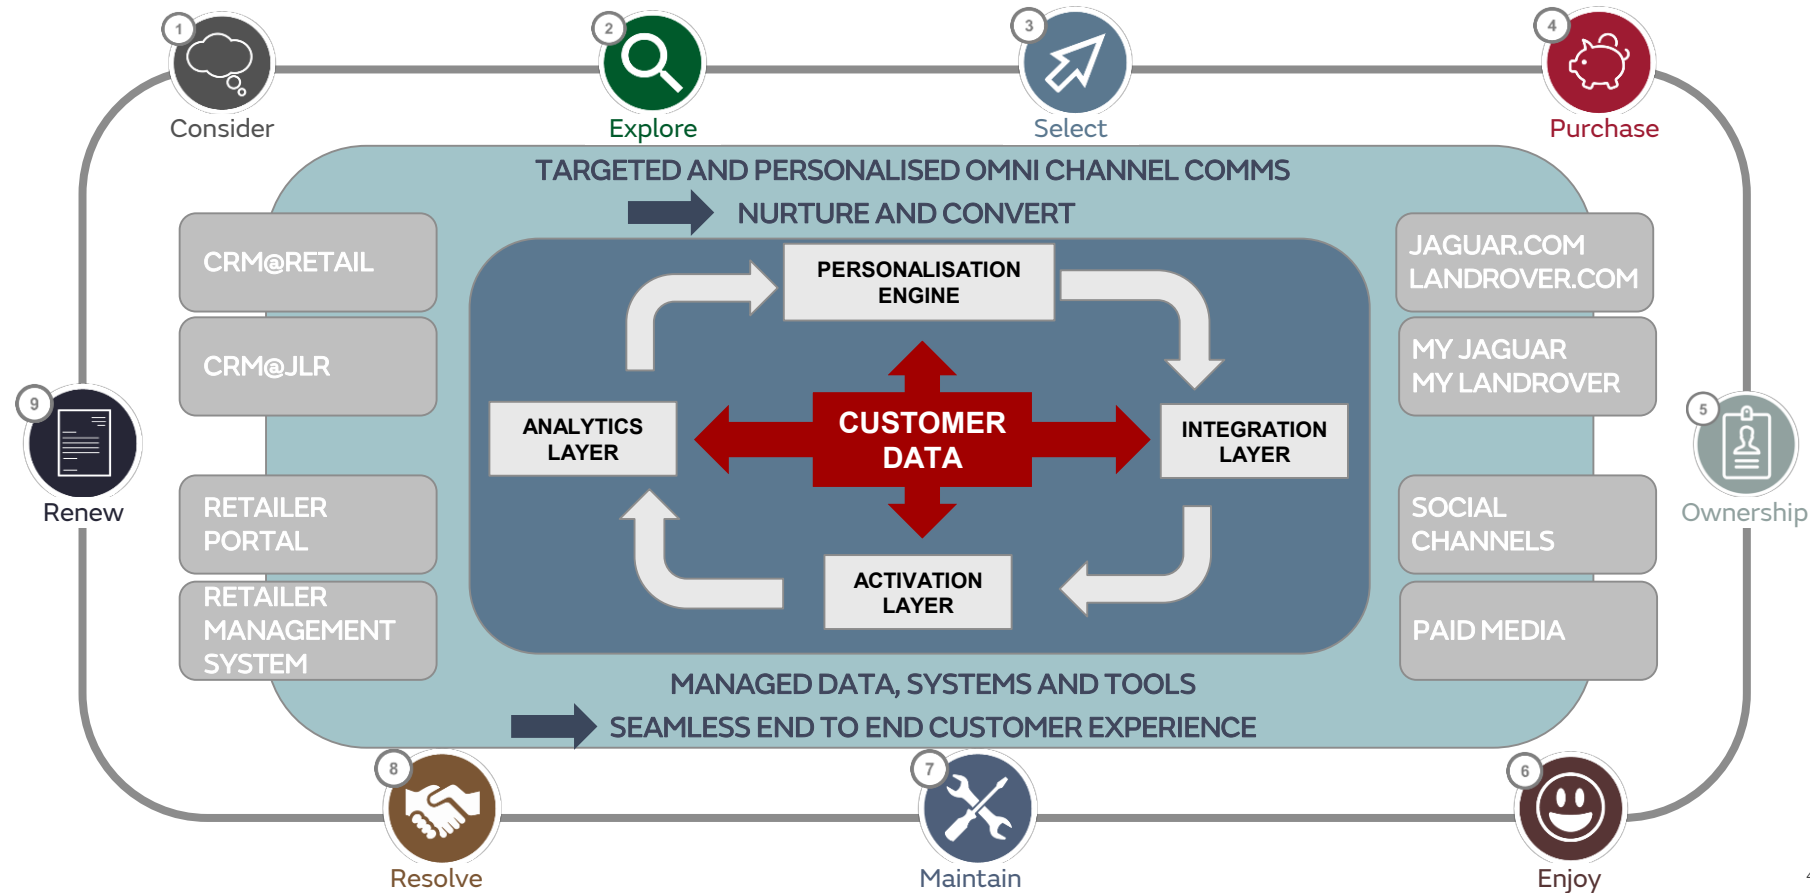 1
2
3
4
Consider
Explore
Select
Purchase
TARGETED AND PERSONALISED OMNI CHANNEL COMMS
NURTURE AND CONVERT
CRM@RETAIL
CRM@JLR
RETAILER
PORTAL
RETAILER
MANAGEMENT
SYSTEM
PERSONALISATION
ENGINE
ANALYTICS
LAYER
CUSTOMER
DATA
INTEGRATION
LAYER
ACTIVATION
LAYER
JAGUAR.COM
LANDROVER.COM
MY JAGUAR
MY LANDROVER
SOCIAL
CHANNELS
PAID MEDIA
9
Renew
5
Ownership
MANAGED DATA, SYSTEMS AND TOOLS
SEAMLESS END TO END CUSTOMER EXPERIENCE
8
7
6
Resolve
Maintain
Enjoy